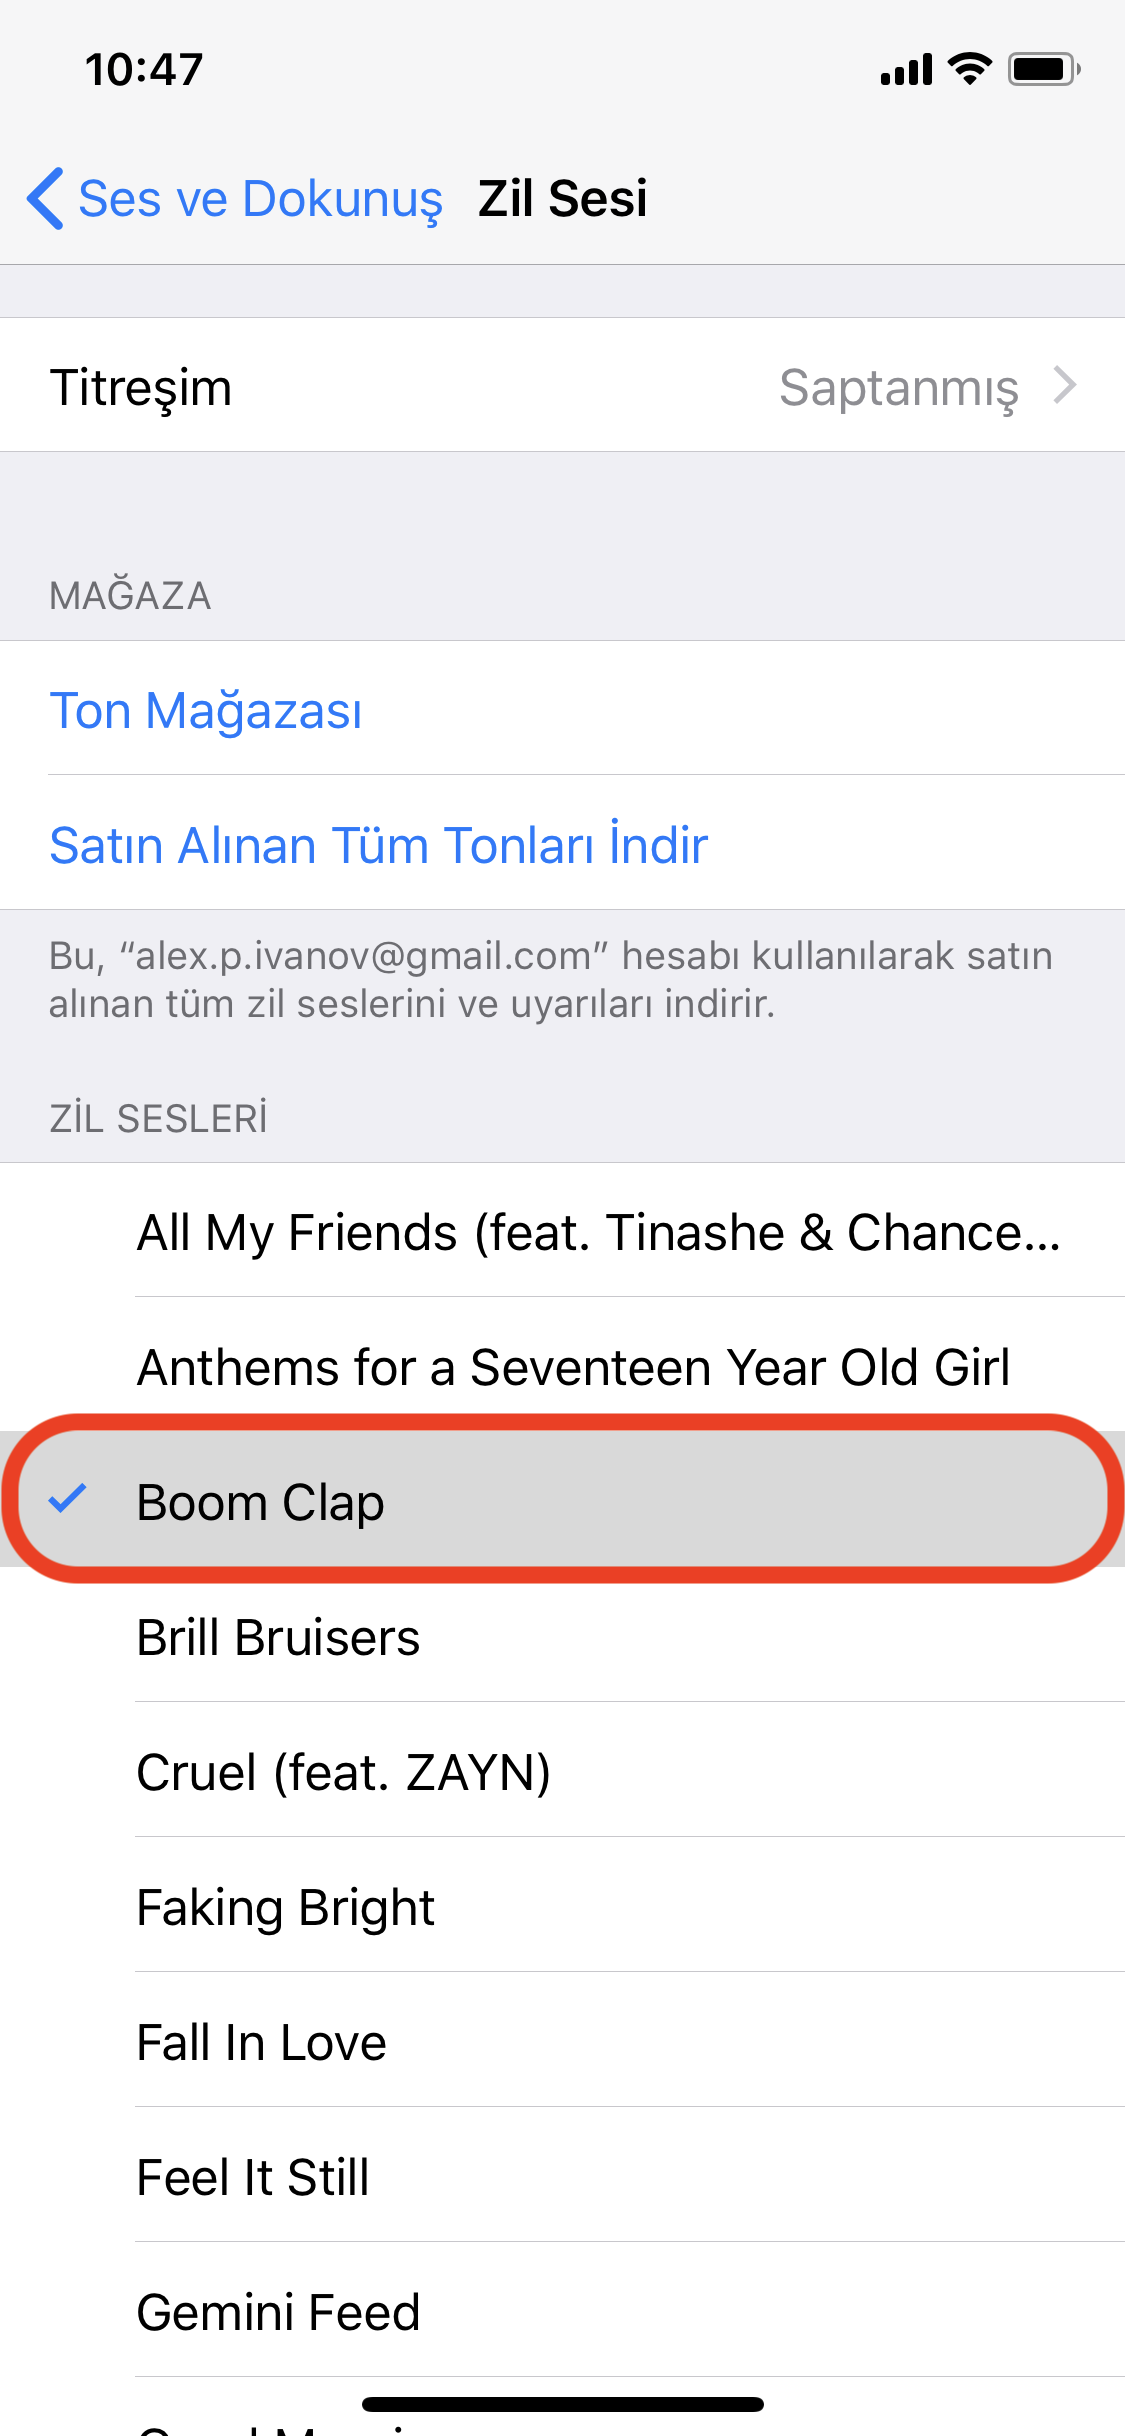 10:47
Ses ve Dokunuş Zil Sesi
Titreşim Saptanmış
MAĞAZA
Ton Mağazası
Satın Alınan Tüm Tonları İndir
Bu, “alex.p.ivanov@gmail.com” hesabı kullanılarak satın
alınan tüm zil seslerini ve uyarıları indirir.
ZİL SESLERİ
All My Friends (feat. Tinashe & Chance...
Anthems for a Seventeen Year Old Girl
Boom Clap
Brill Bruisers
Cruel (feat. ZAYN)
Faking Bright
Fall In Love
Feel It Still
Gemini Feed